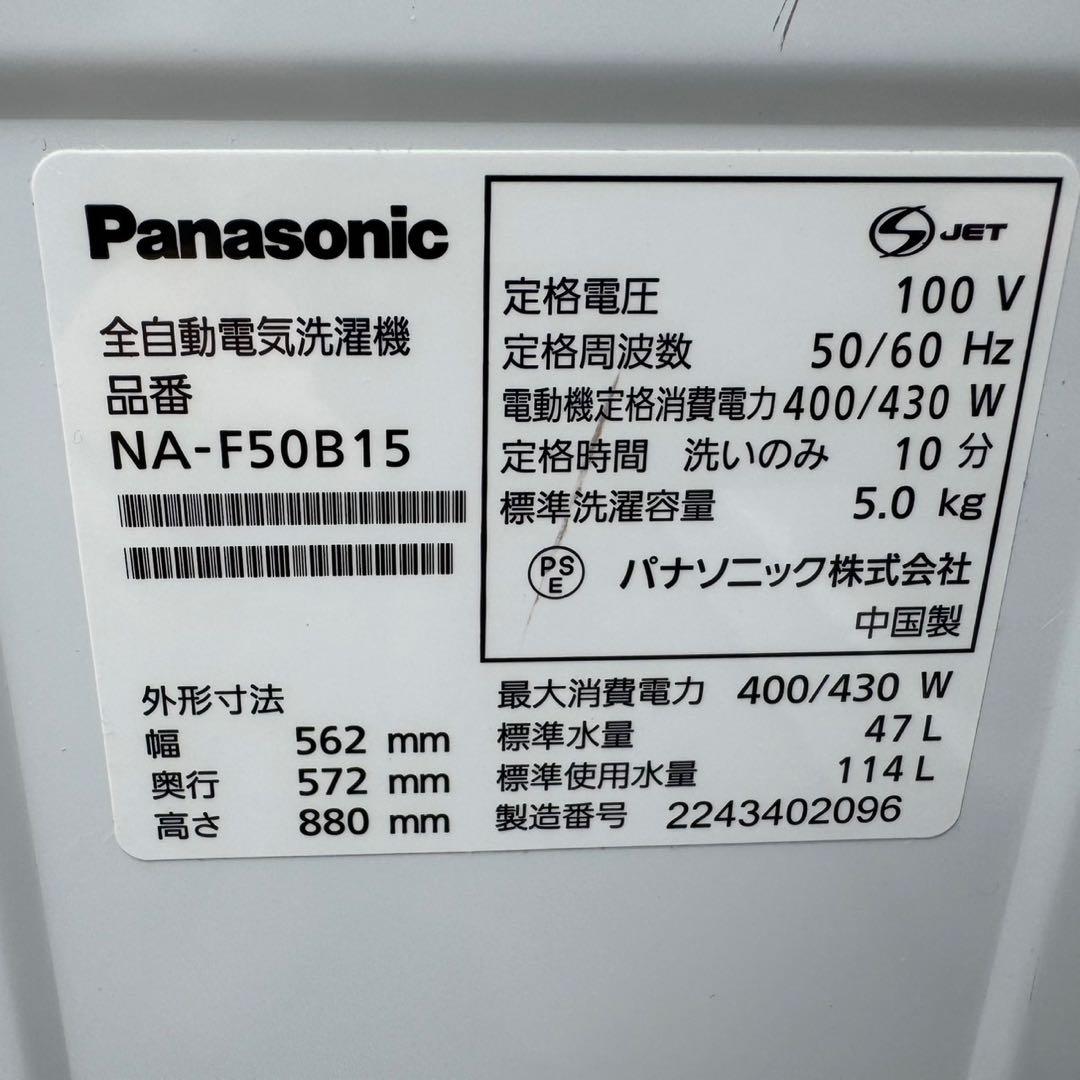 Panasonic
全自動電気洗濯機
品番
NA-F50B15
外形寸法
幅 562 mm
奥行 572 mm
高さ 880 mm
S JET
定格電圧 100 V
定格周波数 50/60 Hz
電動機定格消費電力 400/430 W
定格時間 洗いのみ 10 分
標準洗濯容量 5.0 kg
PS
E
パナソニック株式会社
中国製
最大消費電力 400/430 W
標準水量 47 L
標準使用水量 114 L
製造番号 2243402096